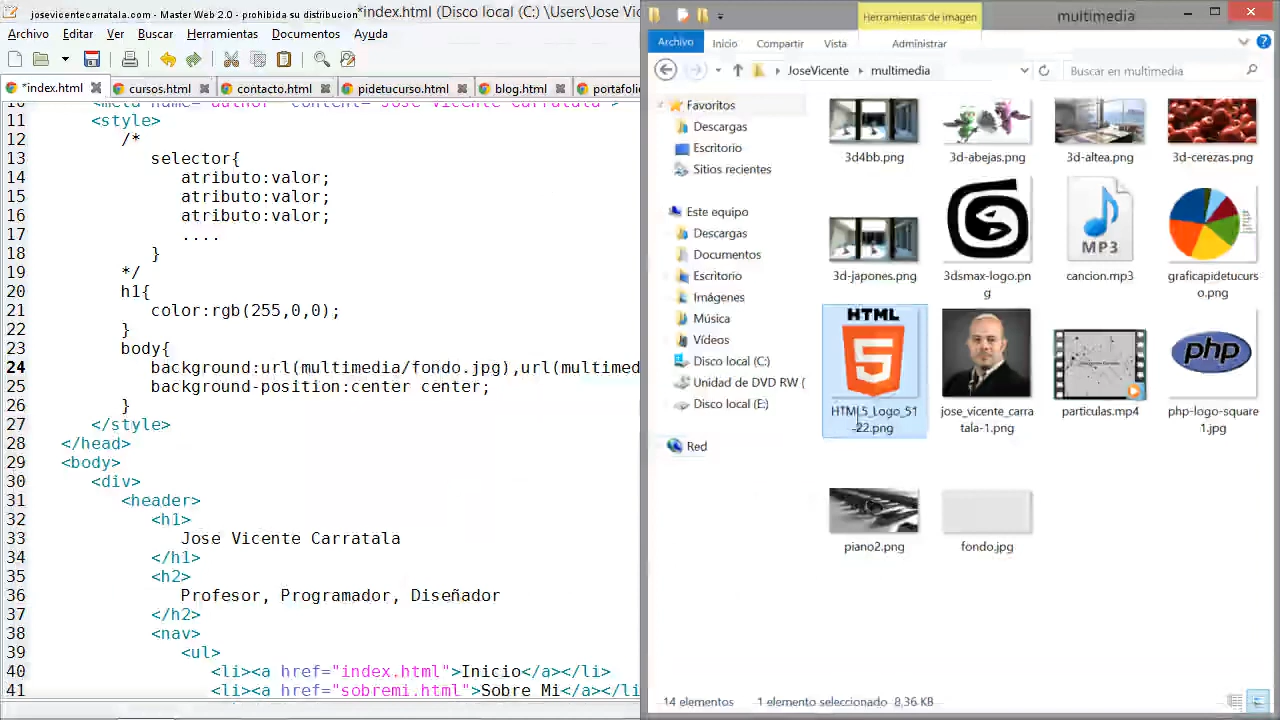 josevicentecarratala.com - Master Web 2.0 - prohibida su distribucion
*index.html (Disco local (C:) \Users\Jose Vic
Archivo Editar Ver Herramientas Documentos Ayuda
*index.html cursos.html contacto.html pidetucurso.html blog.html
11 <style>
12 /*
13 selector{
14 atributo:valor;
15 atributo:valor;
16 atributo:valor;
17 ....
18 }
19 */
20 h1{
21 color:rgb(255,0,0);
22 }
23 body{
24 background:url(multimedia/fondo.jpg),url(multimed
25 background-position:center center;
26 }
27 </style>
28 </head>
29 <body>
30 <div>
31 <header>
32 <h1>
33 Jose Vicente Carratala
34 </h1>
35 <h2>
36 Profesor, Programador, Diseñador
37 </h2>
38 <nav>
39 <ul>
40 <li><a href="index.html">Inicio</a></li>
41 <li><a href="sobremi.html">Sobre Mi</a></li
Herramientas de imagen
multimedia
Archivo Inicio Compartir Vista Administrar
JoseVicente multimedia
Buscar en multimedia
Favoritos
Descargas
Escritorio
Sitios recientes
Este equipo
Descargas
Documentos
Escritorio
Imágenes
Música
Vídeos
Disco local (C:)
Unidad de DVD RW (
Disco local (E:)
Red
3d4bb.png
3d-abejas.png
3d-altea.png
3d-cerezas.png
MP3
3d-japones.png
3dsmax-logo.pn
g
cancion.mp3
graficapidetucurs
o.png
HTML
5
php
HTML5_Logo_51
-22.png
jose_vicente_carra
tala-1.png
particulas.mp4
php-logo-square
1.jpg
piano2.png
fondo.jpg
14 elementos 1 elemento seleccionado 8,36 KB